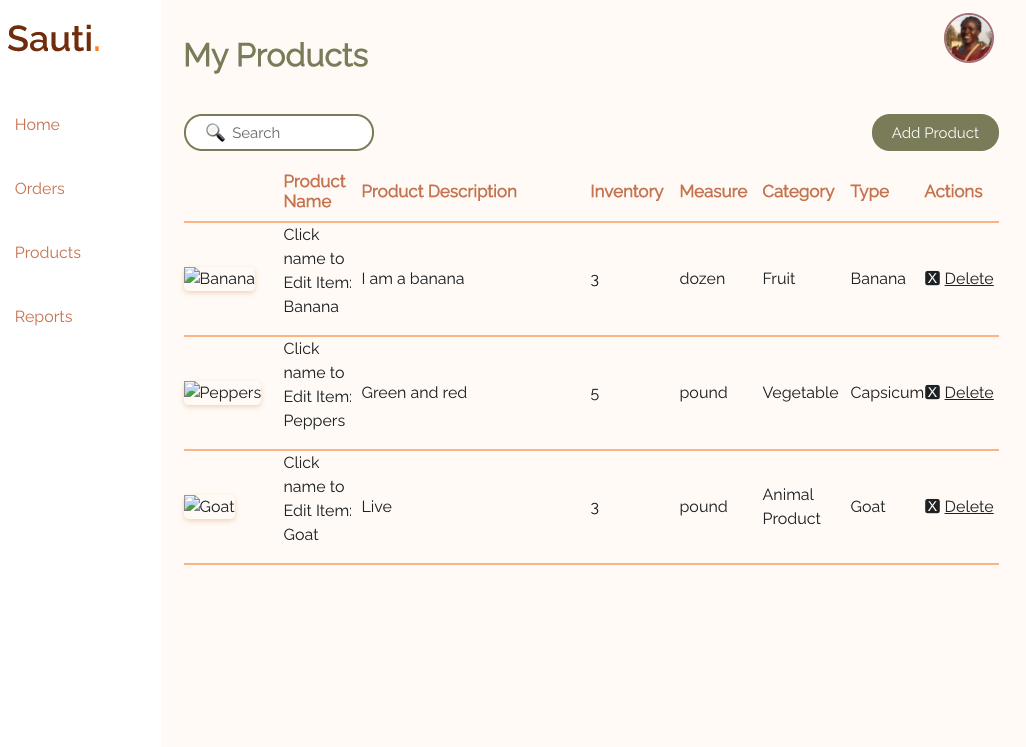 Sauti.
My Products
Home
Orders
Products
Reports
Search
Add Product
Product
Name
Product Description
Inventory
Measure
Category
Type
Actions
Banana
Click
name to
Edit Item:
Banana
I am a banana
3
dozen
Fruit
Banana
X Delete
Peppers
Click
name to
Edit Item:
Peppers
Green and red
5
pound
Vegetable
Capsicum
X Delete
Goat
Click
name to
Edit Item:
Goat
Live
3
pound
Animal
Product
Goat
X Delete